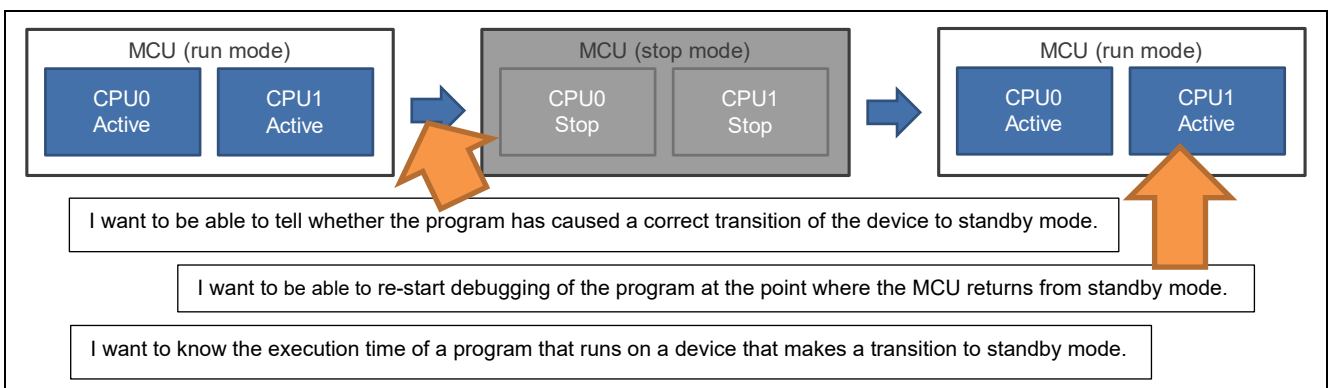 MCU (run mode)
CPU0
Active
CPU1
Active
MCU (stop mode)
CPU0
Stop
CPU1
Stop
MCU (run mode)
CPU0
Active
CPU1
Active
I want to be able to tell whether the program has caused a correct transition of the device to standby mode.
I want to be able to re-start debugging of the program at the point where the MCU returns from standby mode.
I want to know the execution time of a program that runs on a device that makes a transition to standby mode.